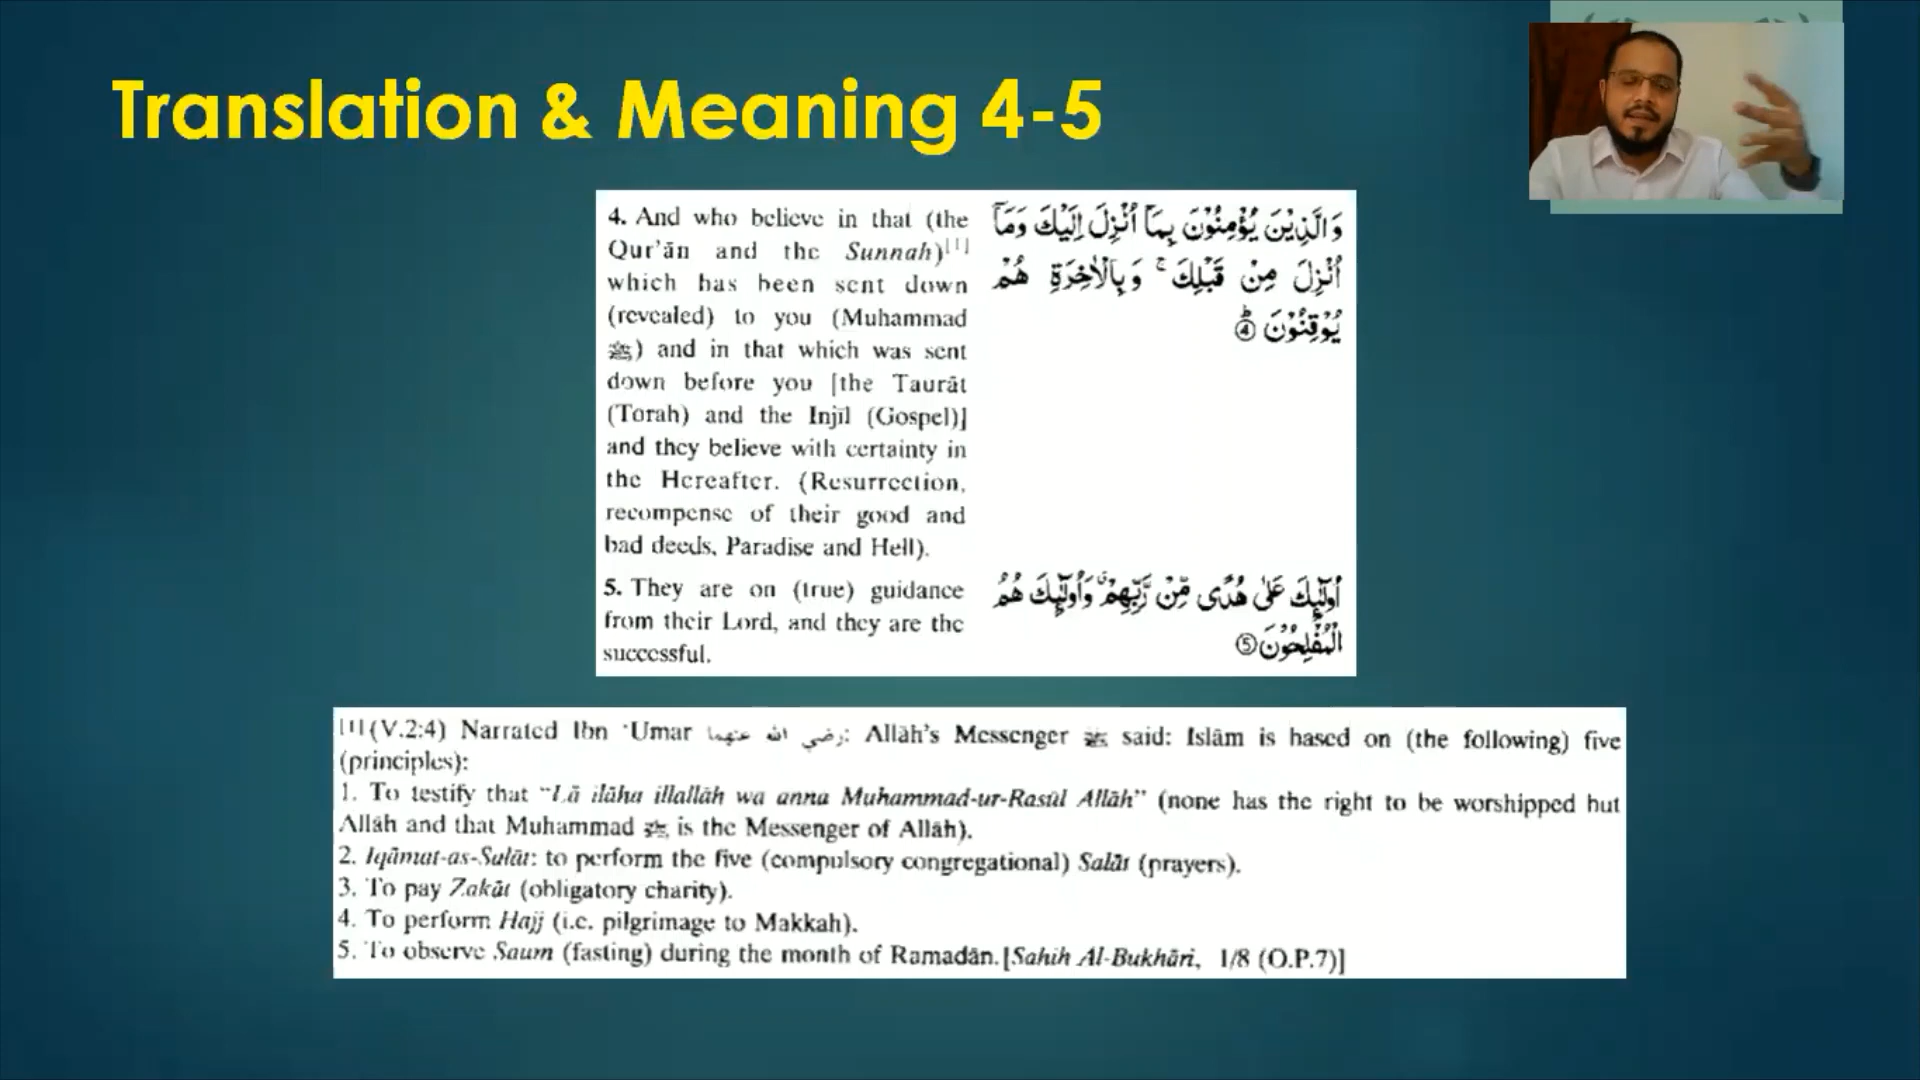 Translation & Meaning 4-5
4. And who believe in that (the
Qur'ān and the Sunnah)[1]
which has been sent down
(revealed) to you (Muhammad
ﷺ) and in that which was sent
down before you [the Taurāt
(Torah) and the Injīl (Gospel)]
and they believe with certainty in
the Hereafter. (Resurrection,
recompense of their good and
bad deeds, Paradise and Hell).
وَالَّذِيْنَ يُؤْمِنُوْنَ بِمَآ اُنْزِلَ اِلَيْكَ وَمَآ
اُنْزِلَ مِنْ قَبْلِكَ ۚ وَبِالْاٰخِرَةِ هُمْ
يُوْقِنُوْنَ ④
5. They are on (true) guidance
from their Lord, and they are the
successful.
اُولٰٓئِكَ عَلٰى هُدًى مِّنْ رَّبِّهِمْ ۙ وَاُولٰٓئِكَ هُمُ
الْمُفْلِحُوْنَ ⑤
[1] (V.2:4) Narrated Ibn 'Umar رضي الله عنهما: Allāh's Messenger ﷺ said: Islām is based on (the following) five
(principles):
1. To testify that "Lā ilāha illallāh wa anna Muhammad-ur-Rasūl Allāh" (none has the right to be worshipped but
Allāh and that Muhammad ﷺ is the Messenger of Allāh).
2. Iqāmat-as-Salāt: to perform the five (compulsory congregational) Salāt (prayers).
3. To pay Zakāt (obligatory charity).
4. To perform Hajj (i.e. pilgrimage to Makkah).
5. To observe Saum (fasting) during the month of Ramadān. [Sahih Al-Bukhāri, 1/8 (O.P.7)]